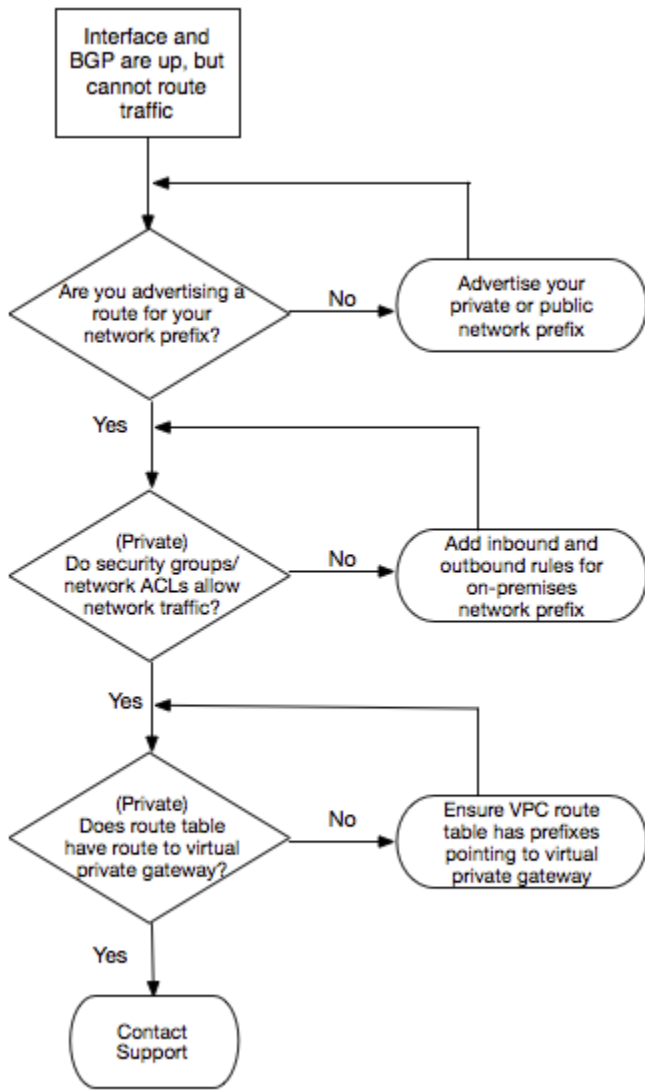 Interface and
BGP are up, but
cannot route
traffic
Are you advertising a
route for your
network prefix?
No
Advertise your
private or public
network prefix
Yes
(Private)
Do security groups/
network ACLs allow
network traffic?
No
Add inbound and
outbound rules for
on-premises
network prefix
Yes
(Private)
Does route table
have route to virtual
private gateway?
No
Ensure VPC route
table has prefixes
pointing to virtual
private gateway
Yes
Contact
Support